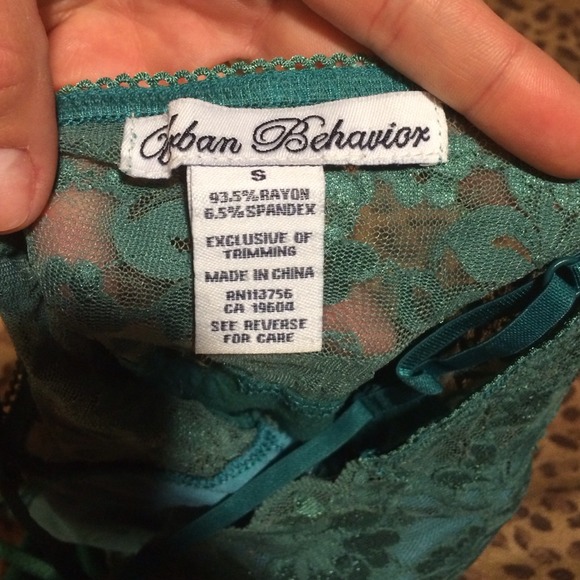 Urban Behavior
S
93.5%RAYON
6.5%SPANDEX
EXCLUSIVE OF
TRIMMING
MADE IN CHINA
RN113756
CA 19604
SEE REVERSE
FOR CARE